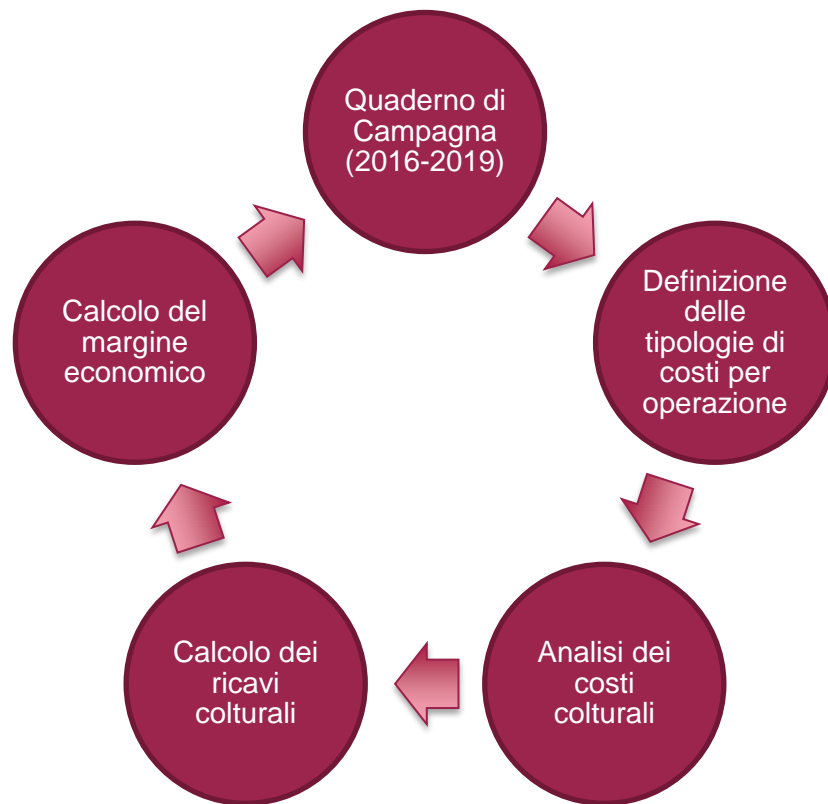 Quaderno di
Campagna
(2016-2019)
Definizione
delle
tipologie di
costi per
operazione
Analisi dei
costi
colturali
Calcolo dei
ricavi
colturali
Calcolo del
margine
economico